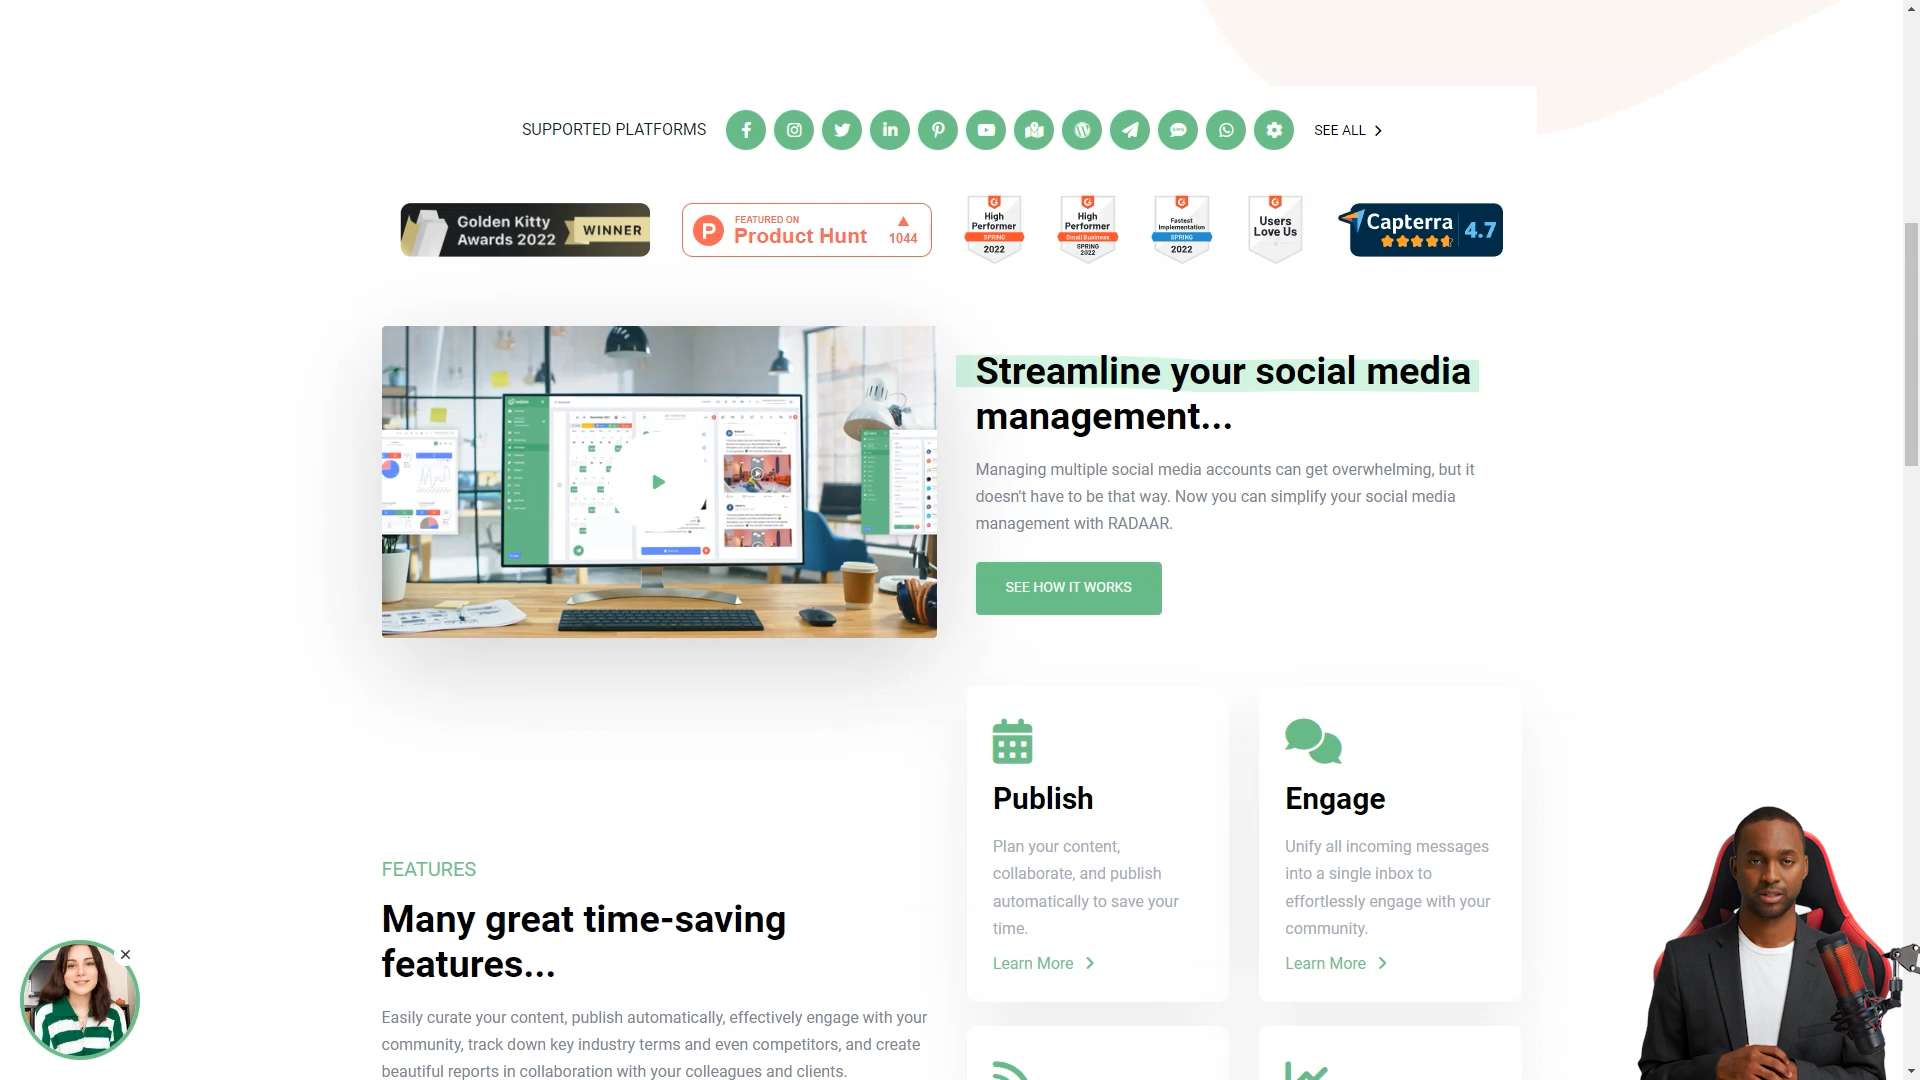 SUPPORTED PLATFORMS
SEE ALL
Golden Kitty
Awards 2022
WINNER
FEATURED ON
Product Hunt
1044
High
Performer
SPRING
2022
High
Performer
Small Business
SPRING
2022
Fastest
Implementation
SPRING
2022
Users
Love Us
Capterra
4.7
Streamline your social media
management...
Managing multiple social media accounts can get overwhelming, but it
doesn't have to be that way. Now you can simplify your social media
management with RADAAR.
SEE HOW IT WORKS
FEATURES
Many great time-saving
features...
Easily curate your content, publish automatically, effectively engage with your
community, track down key industry terms and even competitors, and create
beautiful reports in collaboration with your colleagues and clients.
Publish
Plan your content,
collaborate, and publish
automatically to save your
time.
Learn More
Engage
Unify all incoming messages
into a single inbox to
effortlessly engage with your
community.
Learn More